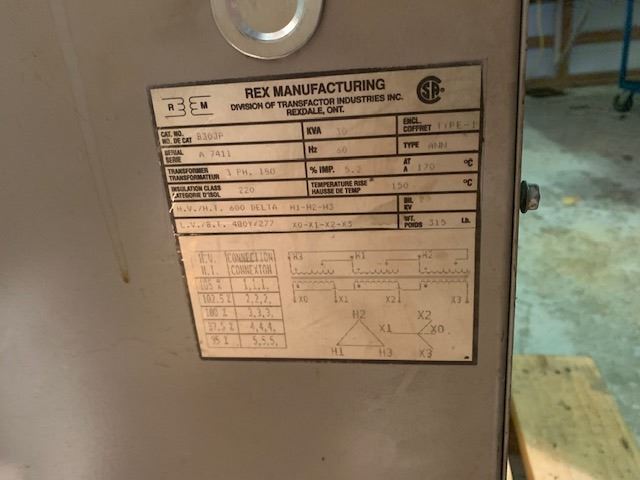 REX MANUFACTURING
DIVISION OF TRANSFACTOR INDUSTRIES INC.
REXDALE, ONT.
R M
CAT. NO. B303P KVA ENCL. TYPE-1
NO. DE CAT COFFRET
SERIAL A 7411 Hz 60 TYPE ANN
SERIE
TRANSFORMER 3 PH. 180 % IMP. 5.2 AT 170 °C
TRANSFORMATEUR A
INSULATION CLASS 220 TEMPERATURE RISE 150 °C
CATEGORIE D'ISOL HAUSSE DE TEMP
H.V./H.T. 600 DELTA H1-H2-H3 BIL
KV
L.V./B.T. 480Y/277 X0-X1-X2-X3 WT. 315 Lb.
POIDS
H.V. CONNECTION
H.T. CONNEXION
105 % 1,1,1,
102.5 % 2,2,2,
100 % 3,3,3,
97.5 % 4,4,4,
95 % 5,5,5,
H3 H1 H2
X0 X1 X2 X3
H2 X2
X1 X0
H1 H3 X3